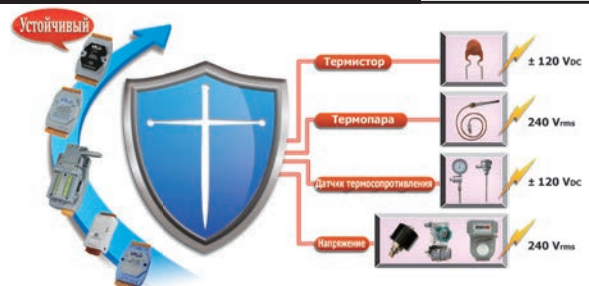 Устойчивый
Термистор
± 120 VDC
Термопара
240 Vrms
Датчик термосопротивления
± 120 VDC
Напряжение
240 Vrms